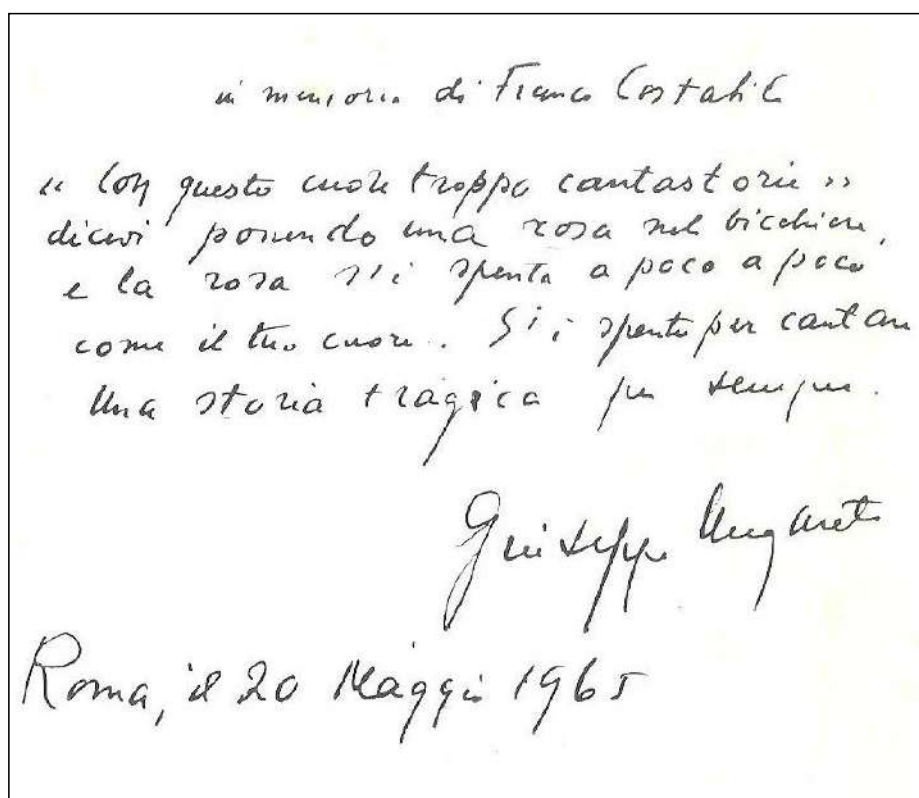 in memoria di Franco Costabile
« Con questo cuore troppo cantastorie »
dicevi ponendo una rosa nel bicchiere,
e la rosa s'è spenta a poco a poco
come il tuo cuore. Si è spento per cantare
una storia tragica per sempre.
Giuseppe Ungaretti
Roma, il 20 Maggio 1965